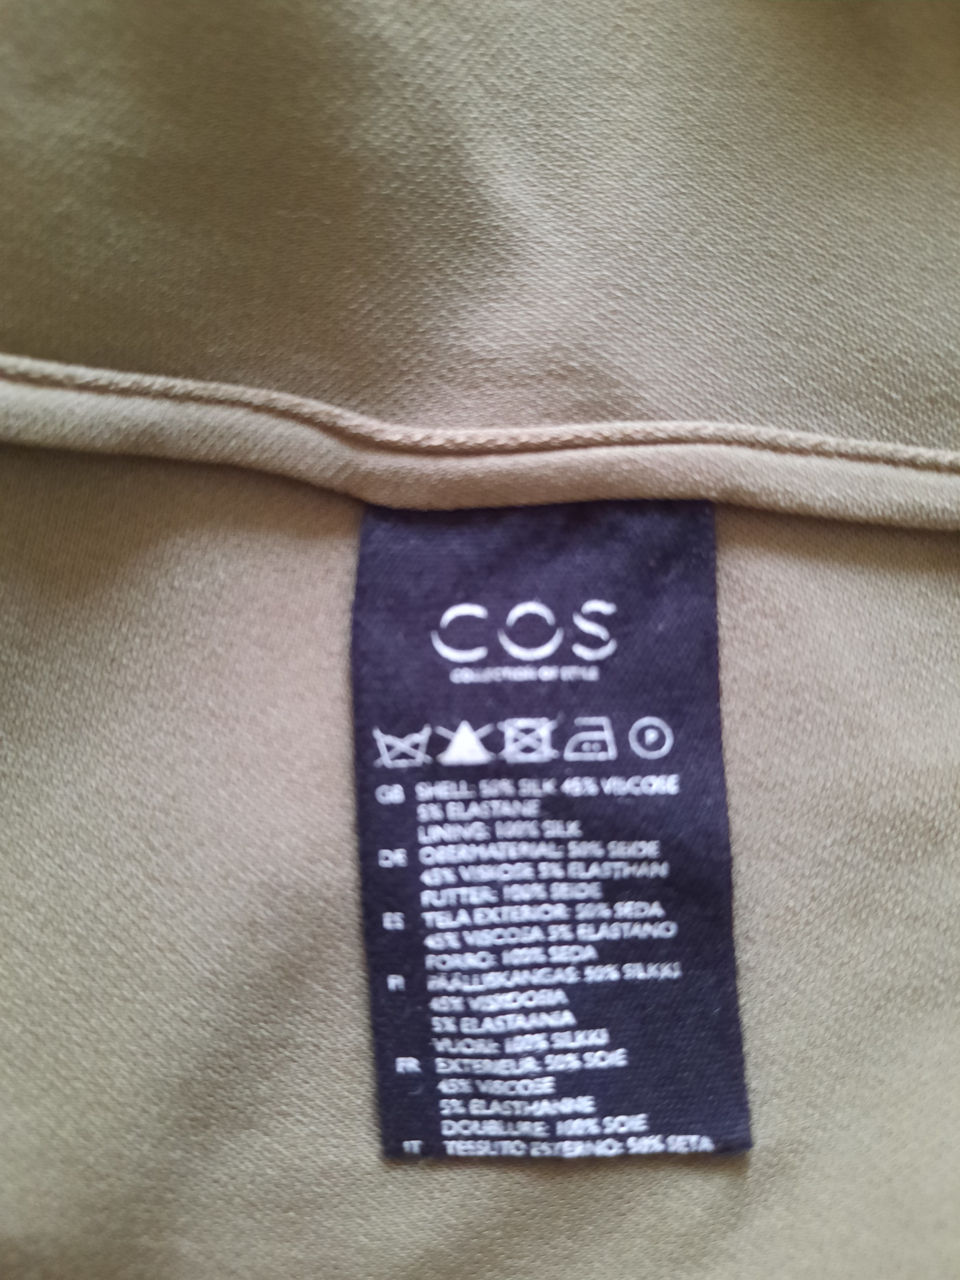 COS
COLLECTION OF STYLE
P
GB SHELL: 50% SILK 45% VISCOSE
5% ELASTANE
LINING: 100% SILK
DE OBERMATERIAL: 50% SEIDE
45% VISKOSE 5% ELASTHAN
FUTTER: 100% SEIDE
ES TELA EXTERIOR: 50% SEDA
45% VISCOSA 5% ELASTANO
FORRO: 100% SEDA
FI PÄÄLLISKANGAS: 50% SILKKI
45% VISKOOSIA
5% ELASTAANIA
VUORI: 100% SILKKI
FR EXTERIEUR: 50% SOIE
45% VISCOSE
5% ELASTHANNE
DOUBLURE: 100% SOIE
IT TESSUTO ESTERNO: 50% SETA